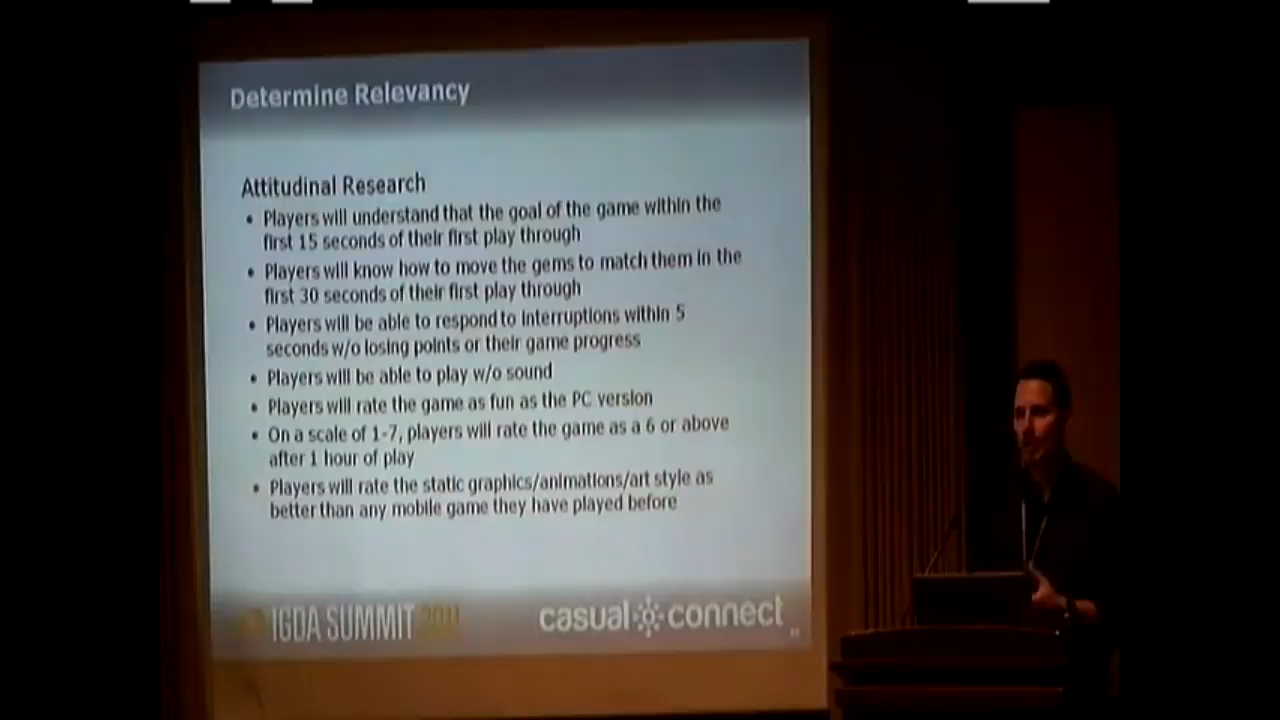 Determine Relevancy
Attitudinal Research
• Players will understand that the goal of the game within the
first 15 seconds of their first play through
• Players will know how to move the gems to match them in the
first 30 seconds of their first play through
• Players will be able to respond to interruptions within 5
seconds w/o losing points or their game progress
• Players will be able to play w/o sound
• Players will rate the game as fun as the PC version
• On a scale of 1-7, players will rate the game as a 6 or above
after 1 hour of play
• Players will rate the static graphics/animations/art style as
better than any mobile game they have played before
IGDA SUMMIT
casual connect